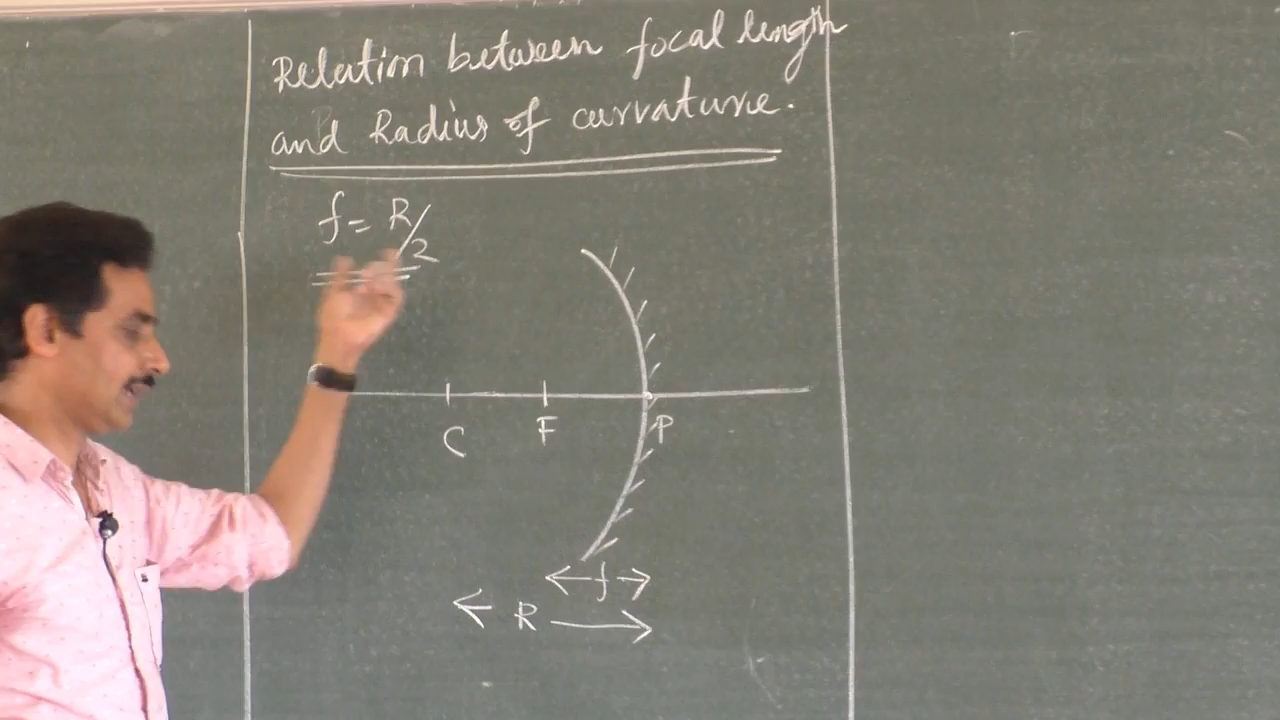 Relation between focal length
and Radius of curvature.
f = R/2
C F P
f
R